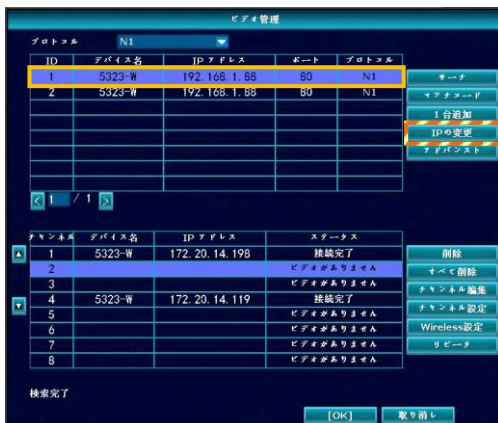 ビデオ管理
プロトコル N1
ID デバイス名 IPアドレス ポート プロトコル
1 5323-W 192.168.1.88 80 N1 サーチ
2 5323-W 192.168.1.88 80 N1 マッチコード
1台追加
IPの変更
アドバンスト
1 / 1
チャンネル デバイス名 IPアドレス ステータス
1 5323-W 172.20.14.198 接続完了 削除
2 ビデオがありません すべて削除
3 ビデオがありません チャンネル編集
4 5323-W 172.20.14.119 接続完了 チャンネル設定
5 ビデオがありません
6 ビデオがありません Wireless設定
7 ビデオがありません リピータ
8 ビデオがありません
検索完了
[OK] 取り消し